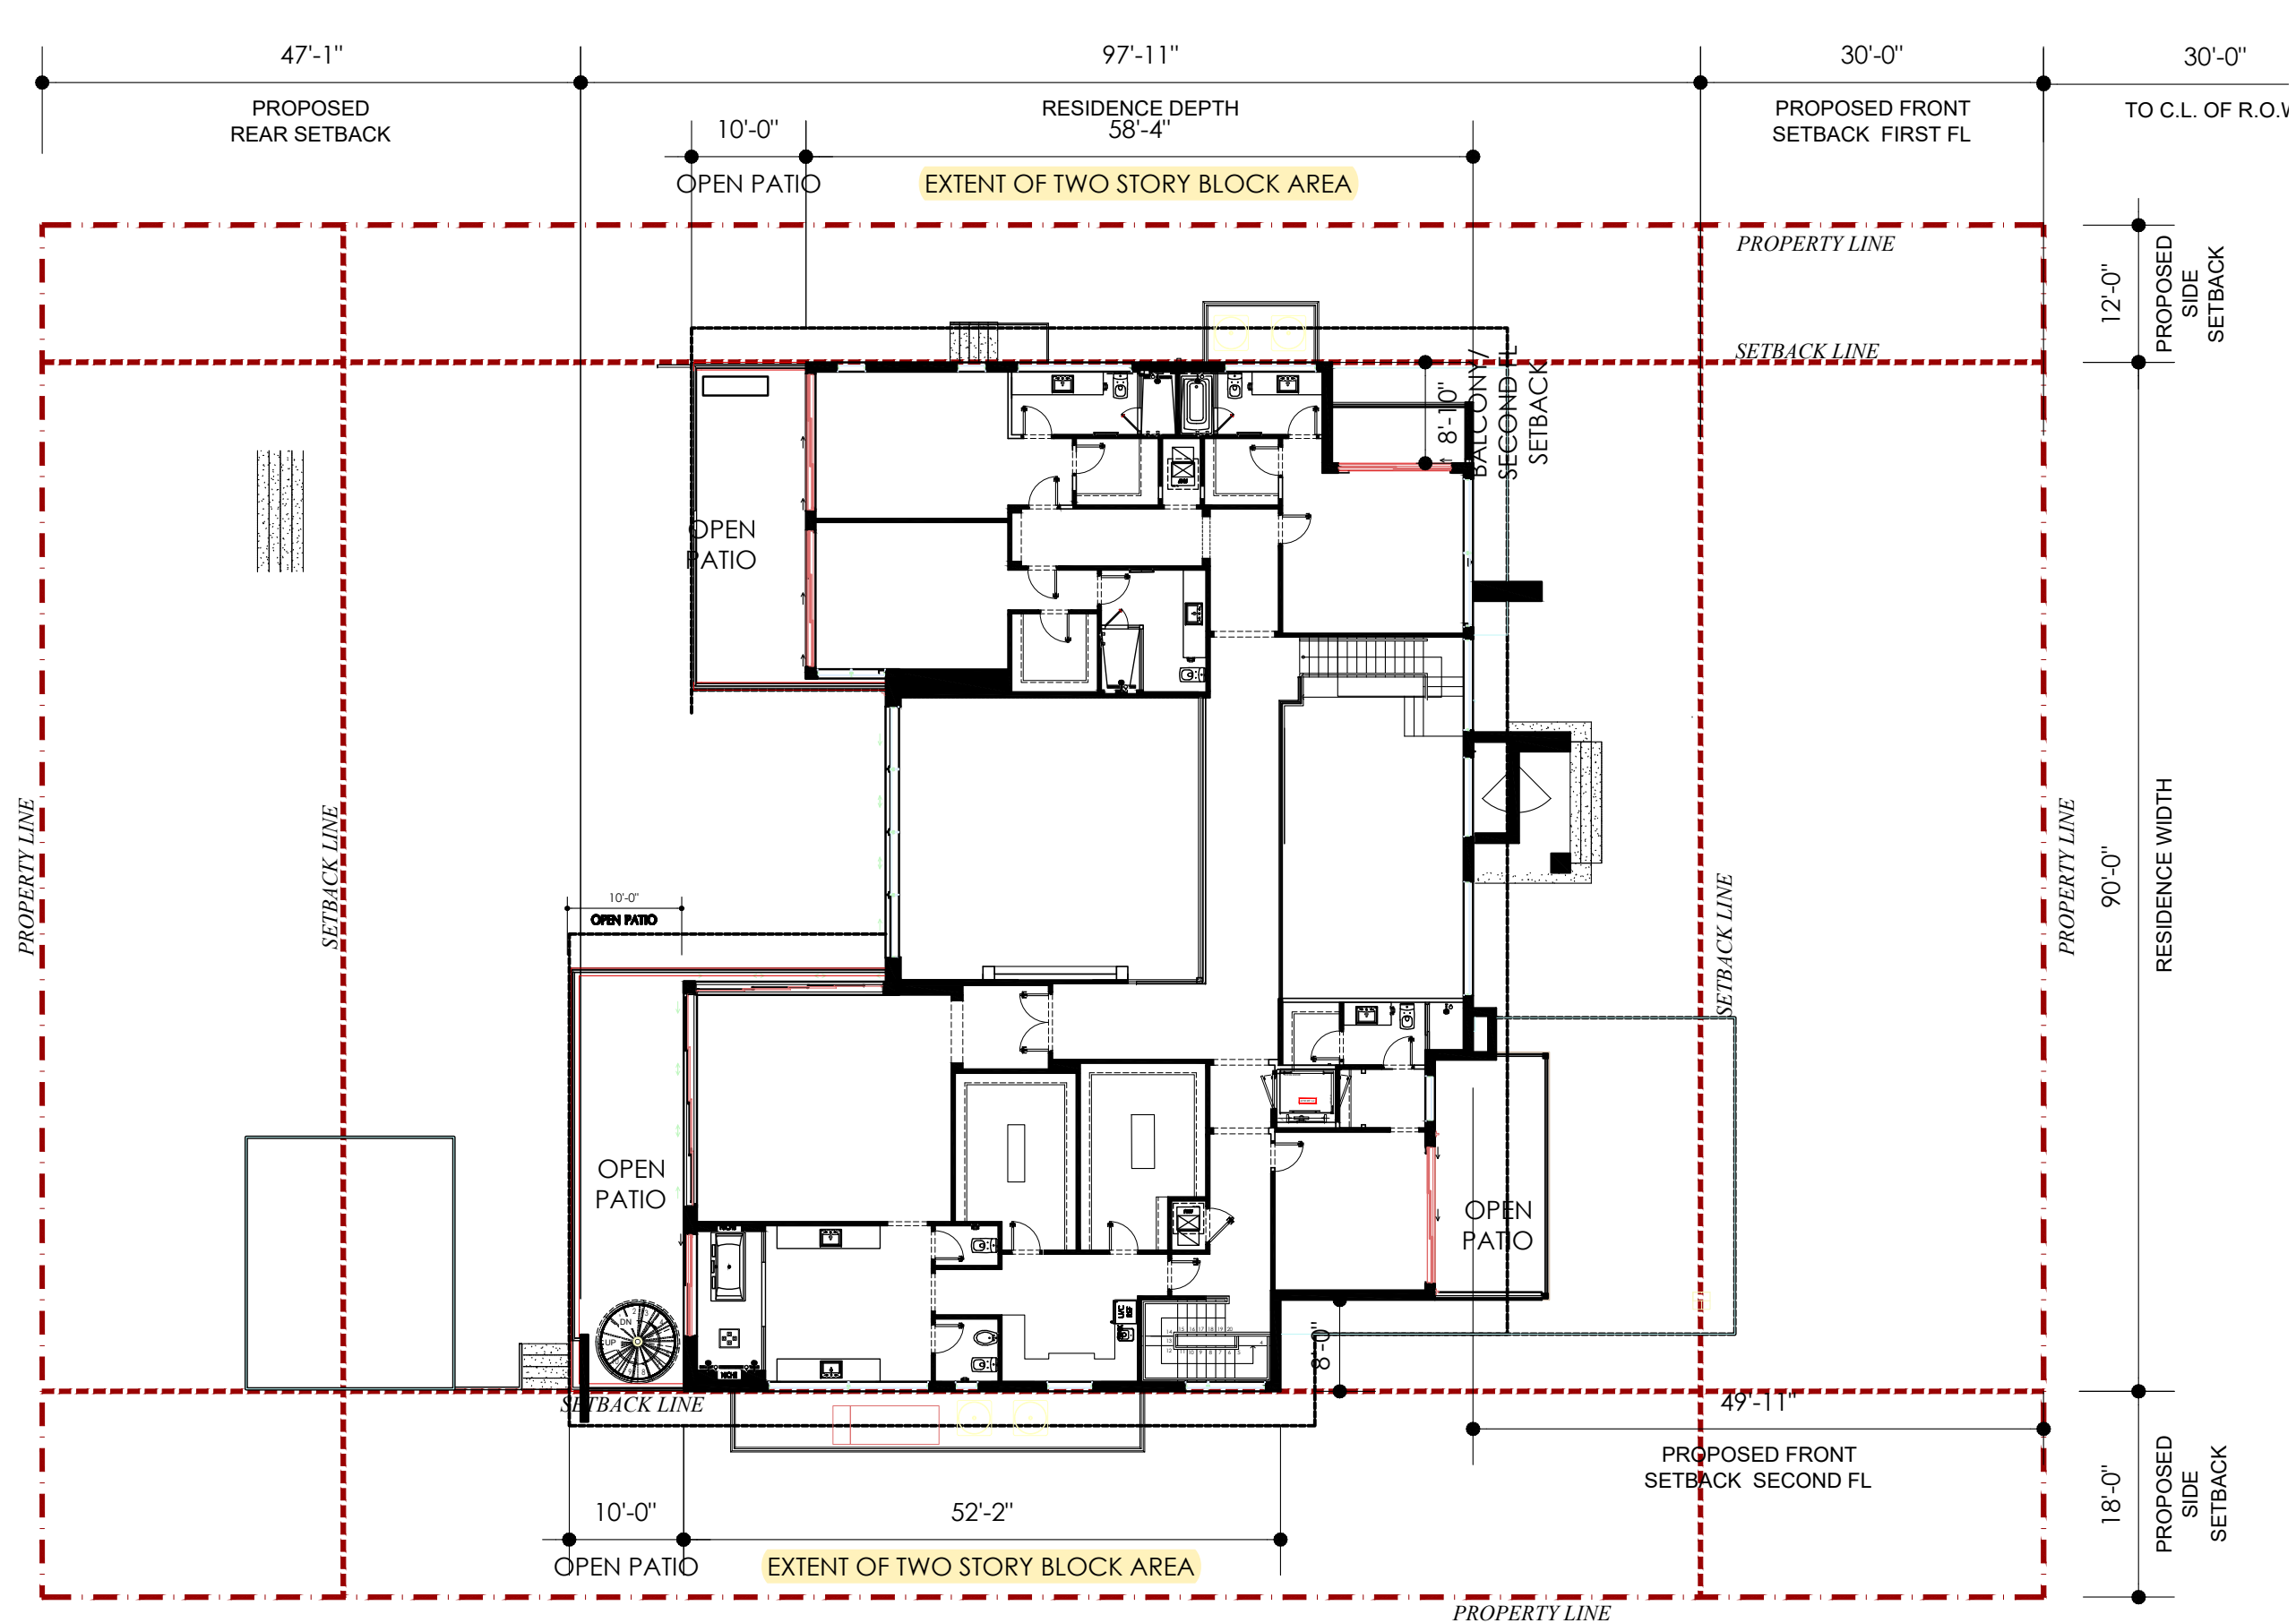 47'-1"
97'-11"
30'-0"
30'-0"
PROPOSED
REAR SETBACK
RESIDENCE DEPTH
PROPOSED FRONT
SETBACK FIRST FL
TO C.L. OF R.O.W
10'-0"
58'-4"
OPEN PATIO
EXTENT OF TWO STORY BLOCK AREA
PROPERTY LINE
12'-0"
PROPOSED
SIDE
SETBACK
SETBACK LINE
8'-10"
BALCONY/
SECOND FL
SETBACK
OPEN
PATIO
PROPERTY LINE
SETBACK LINE
10'-0"
OPEN PATIO
SETBACK LINE
PROPERTY LINE
90'-0"
RESIDENCE WIDTH
OPEN
PATIO
OPEN
PATIO
DN
UP
REF
8'-0"
SETBACK LINE
49'-11"
PROPOSED FRONT
SETBACK SECOND FL
18'-0"
PROPOSED
SIDE
SETBACK
10'-0"
52'-2"
OPEN PATIO
EXTENT OF TWO STORY BLOCK AREA
PROPERTY LINE